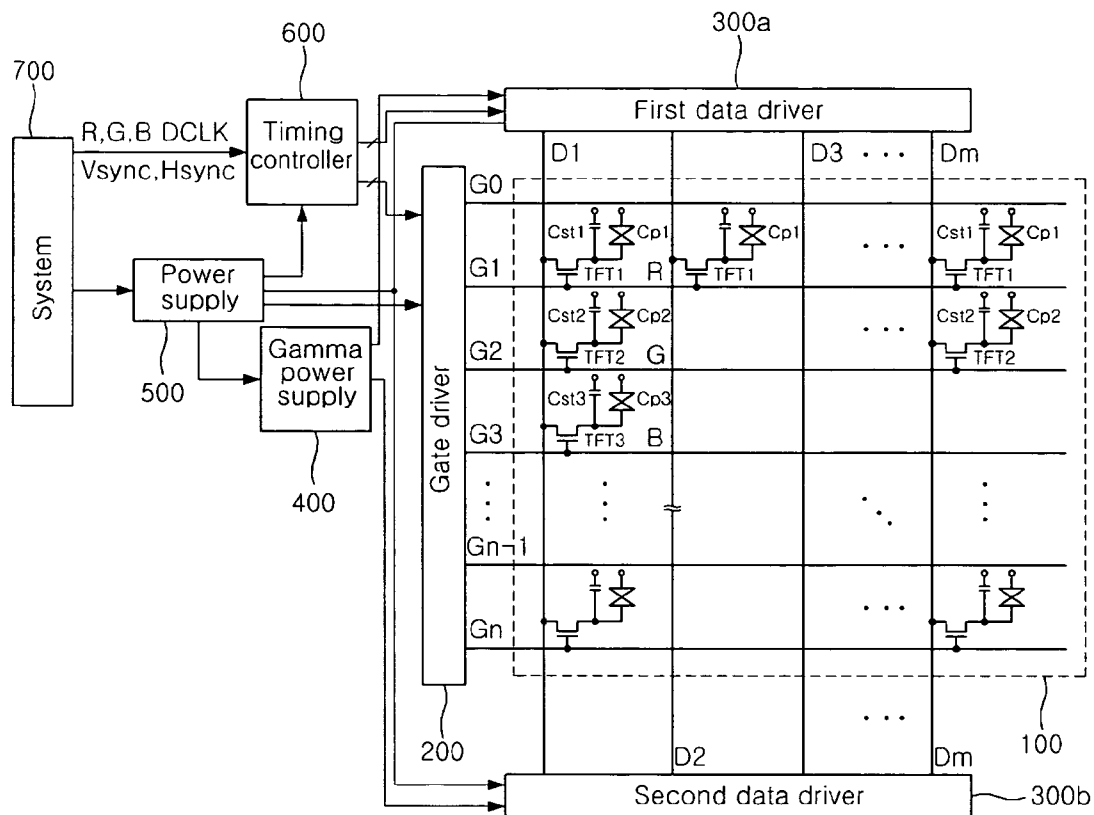 300a
600
700
First data driver
R,G,B DCLK
Vsync,Hsync
Timing
controller
D1
D3
Dm
G0
Cst1
Cp1
Cp1
Cst1
Cp1
System
Power
supply
G1
TFT1
R
TFT1
TFT1
Cst2
Cp2
Cst2
Cp2
500
Gamma
power
supply
G2
TFT2
G
TFT2
Gate driver
Cst3
Cp3
G3
TFT3
B
400
Gn-1
Gn
200
100
D2
Dm
Second data driver
300b